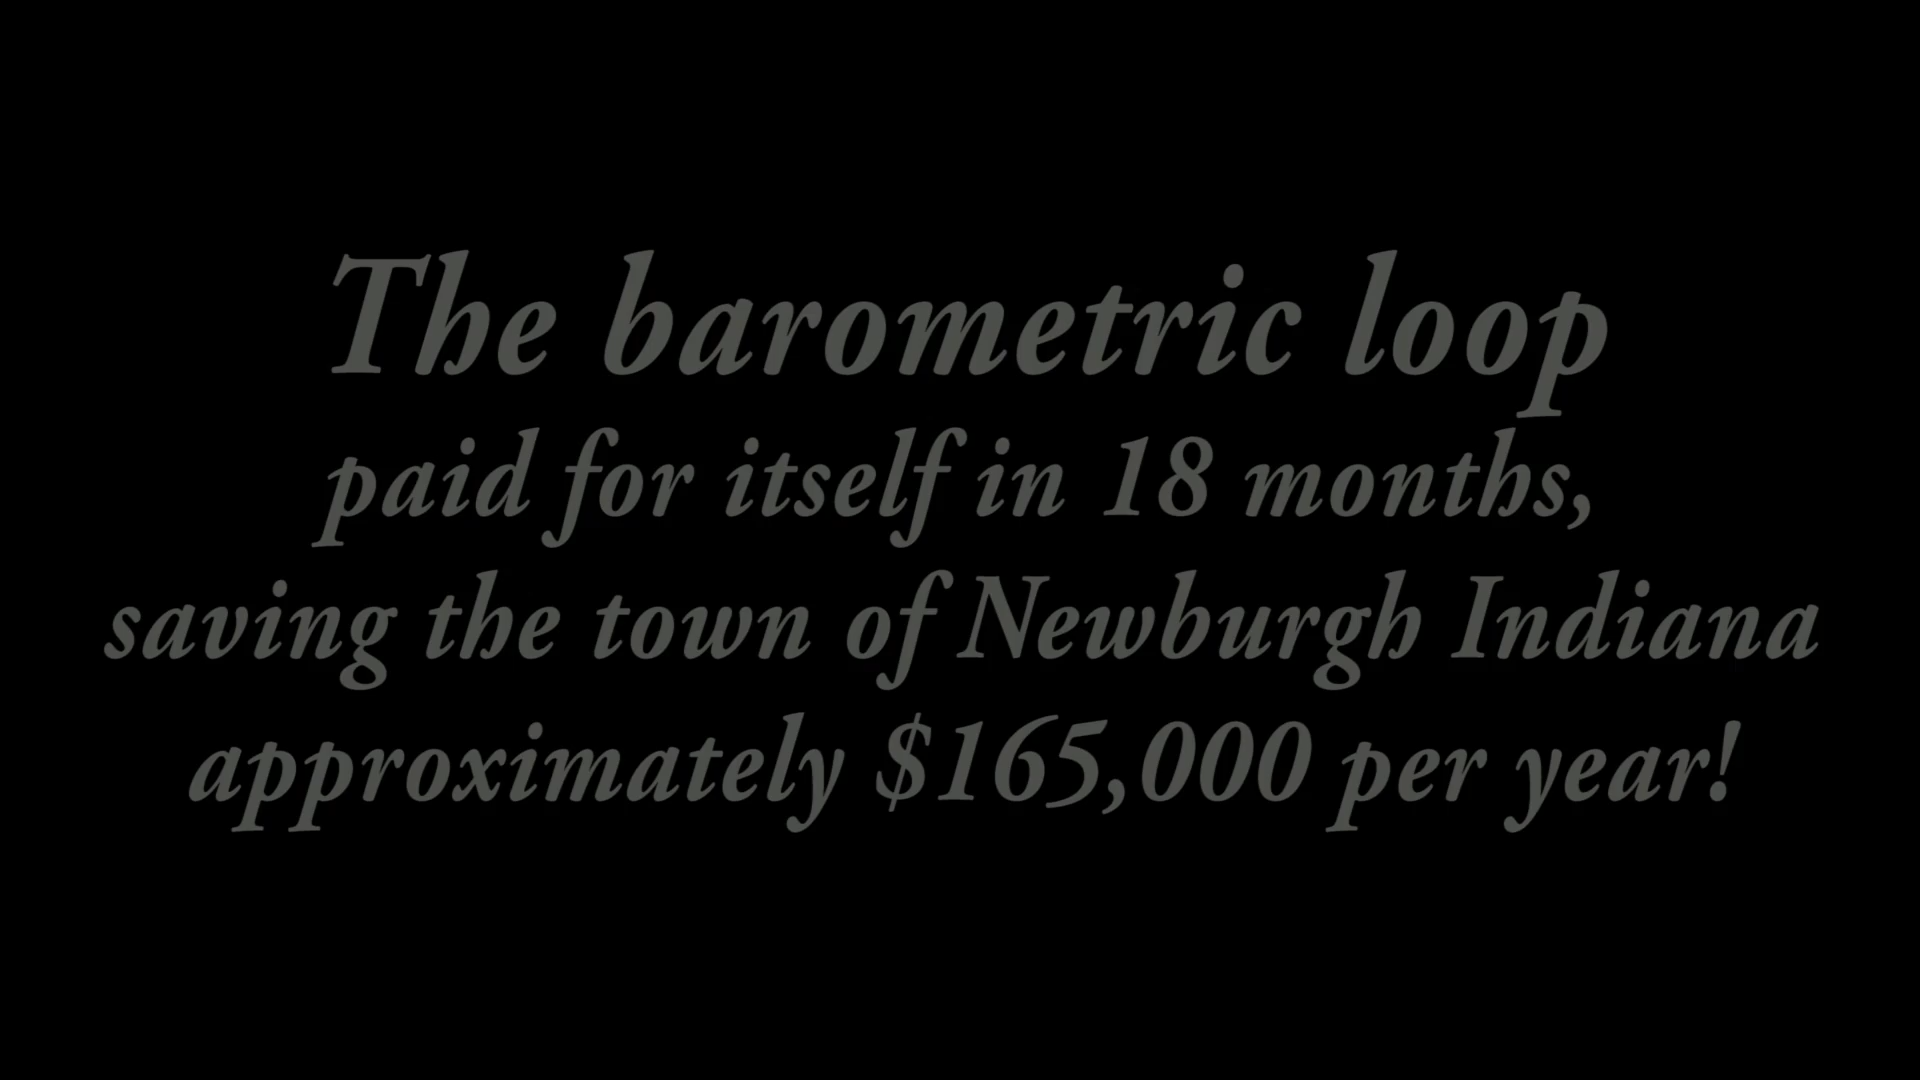 The barometric loop
paid for itself in 18 months,
saving the town of Newburgh Indiana
approximately $165,000 per year!